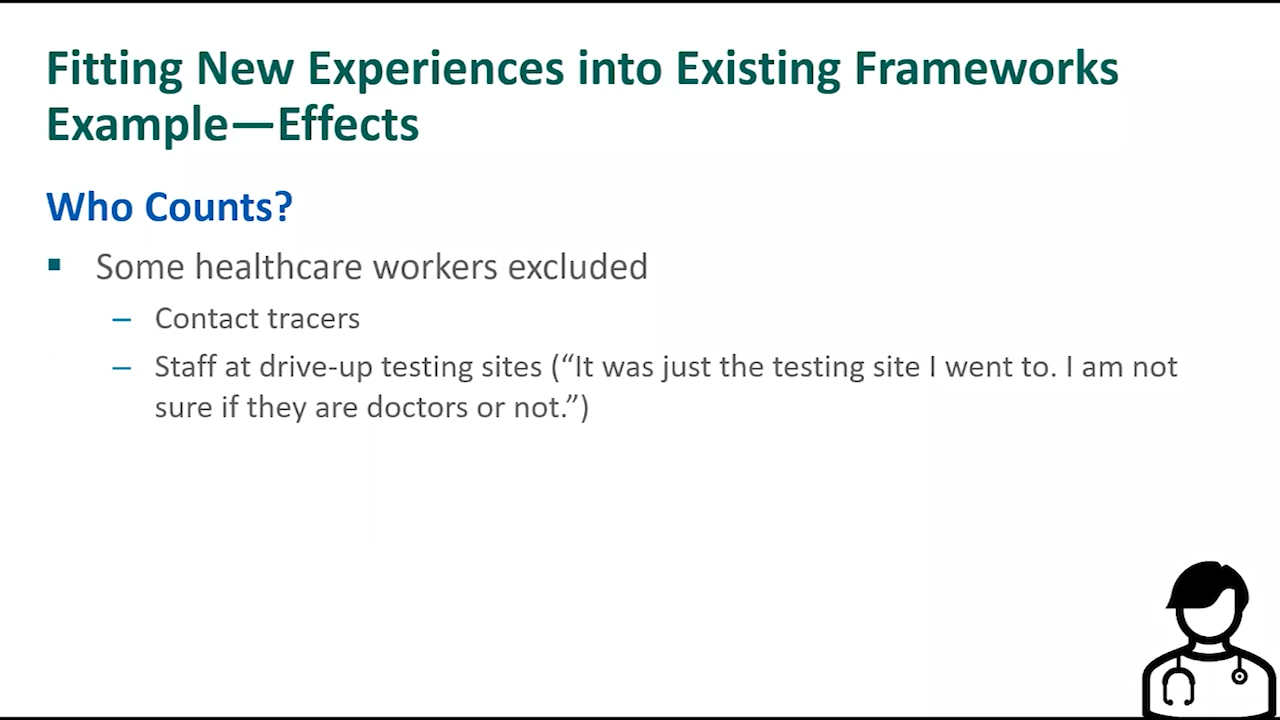 Fitting New Experiences into Existing Frameworks
Example—Effects
Who Counts?
▪ Some healthcare workers excluded
– Contact tracers
– Staff at drive-up testing sites (“It was just the testing site I went to. I am not
sure if they are doctors or not.”)